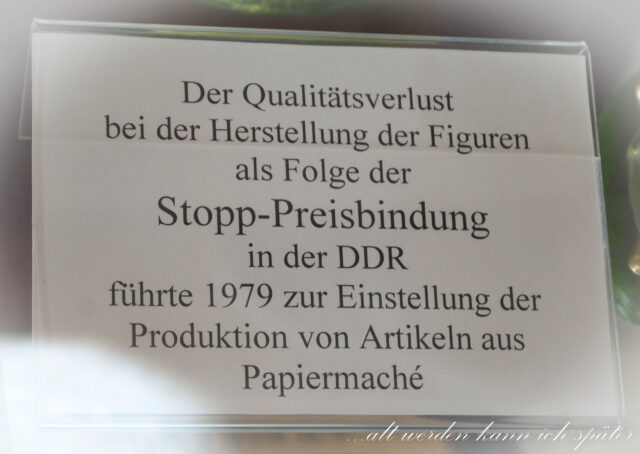 Der Qualitätsverlust
bei der Herstellung der Figuren
als Folge der
Stopp-Preisbindung
in der DDR
führte 1979 zur Einstellung der
Produktion von Artikeln aus
Papiermaché
...alt werden kann ich später